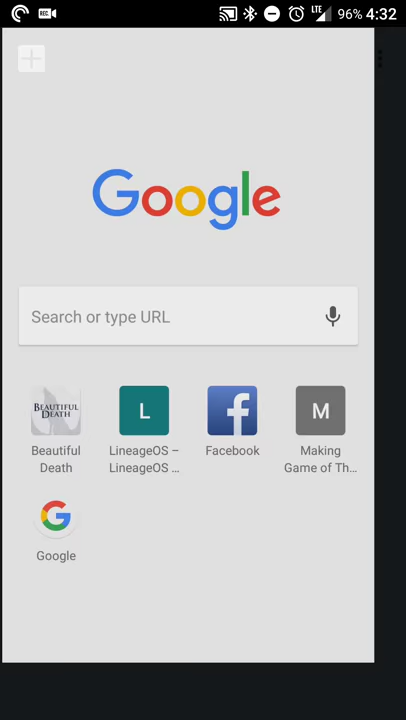 REC
LTE
96% 4:32
Google
Search or type URL
BEAUTIFUL
DEATH
L
f
M
Beautiful
Death
LineageOS –
LineageOS ...
Facebook
Making
Game of Th...
G
Google